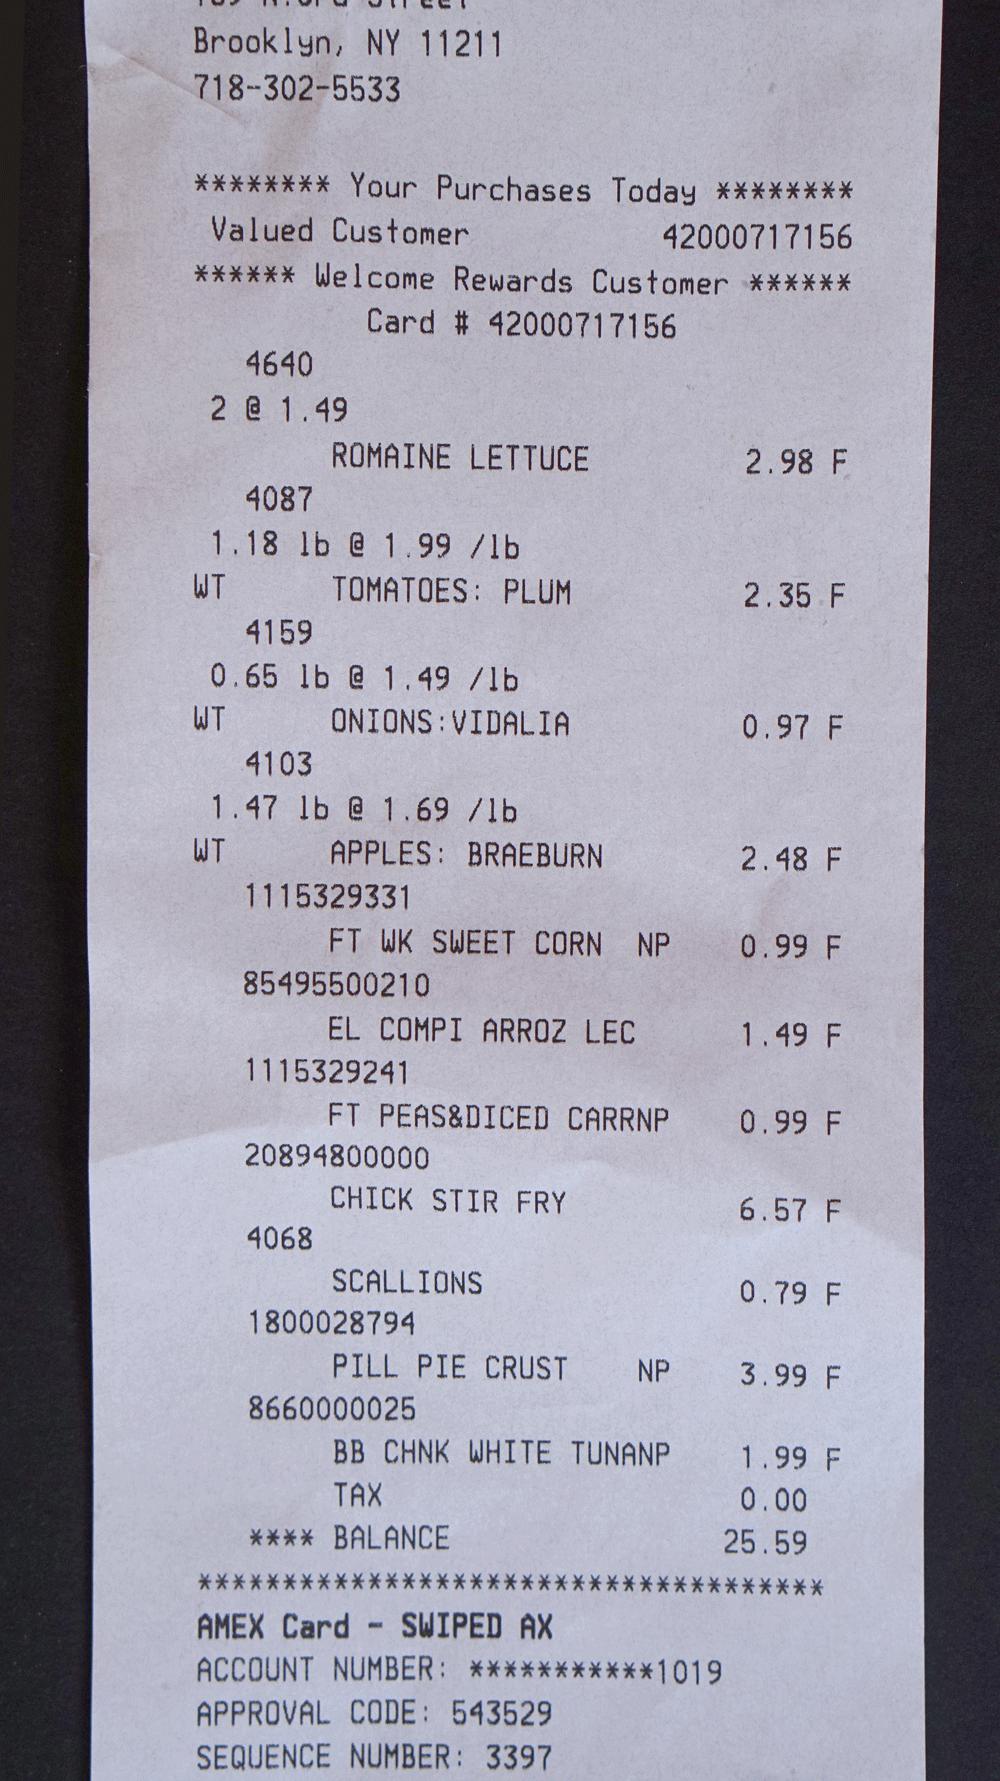 Street
Brooklyn, NY 11211
718-302-5533
******** Your Purchases Today ********
Valued Customer 42000717156
****** Welcome Rewards Customer ******
Card # 42000717156
4640
2 @ 1.49
ROMAINE LETTUCE 2.98 F
4087
1.18 lb @ 1.99 /lb
WT TOMATOES: PLUM 2.35 F
4159
0.65 lb @ 1.49 /lb
WT ONIONS:VIDALIA 0.97 F
4103
1.47 lb @ 1.69 /lb
WT APPLES: BRAEBURN 2.48 F
1115329331
FT WK SWEET CORN NP 0.99 F
85495500210
EL COMPI ARROZ LEC 1.49 F
1115329241
FT PEAS&DICED CARRNP 0.99 F
20894800000
CHICK STIR FRY 6.57 F
4068
SCALLIONS 0.79 F
1800028794
PILL PIE CRUST NP 3.99 F
8660000025
BB CHNK WHITE TUNANP 1.99 F
TAX 0.00
**** BALANCE 25.59
*************************************
AMEX Card - SWIPED AX
ACCOUNT NUMBER: ***********1019
APPROVAL CODE: 543529
SEQUENCE NUMBER: 3397